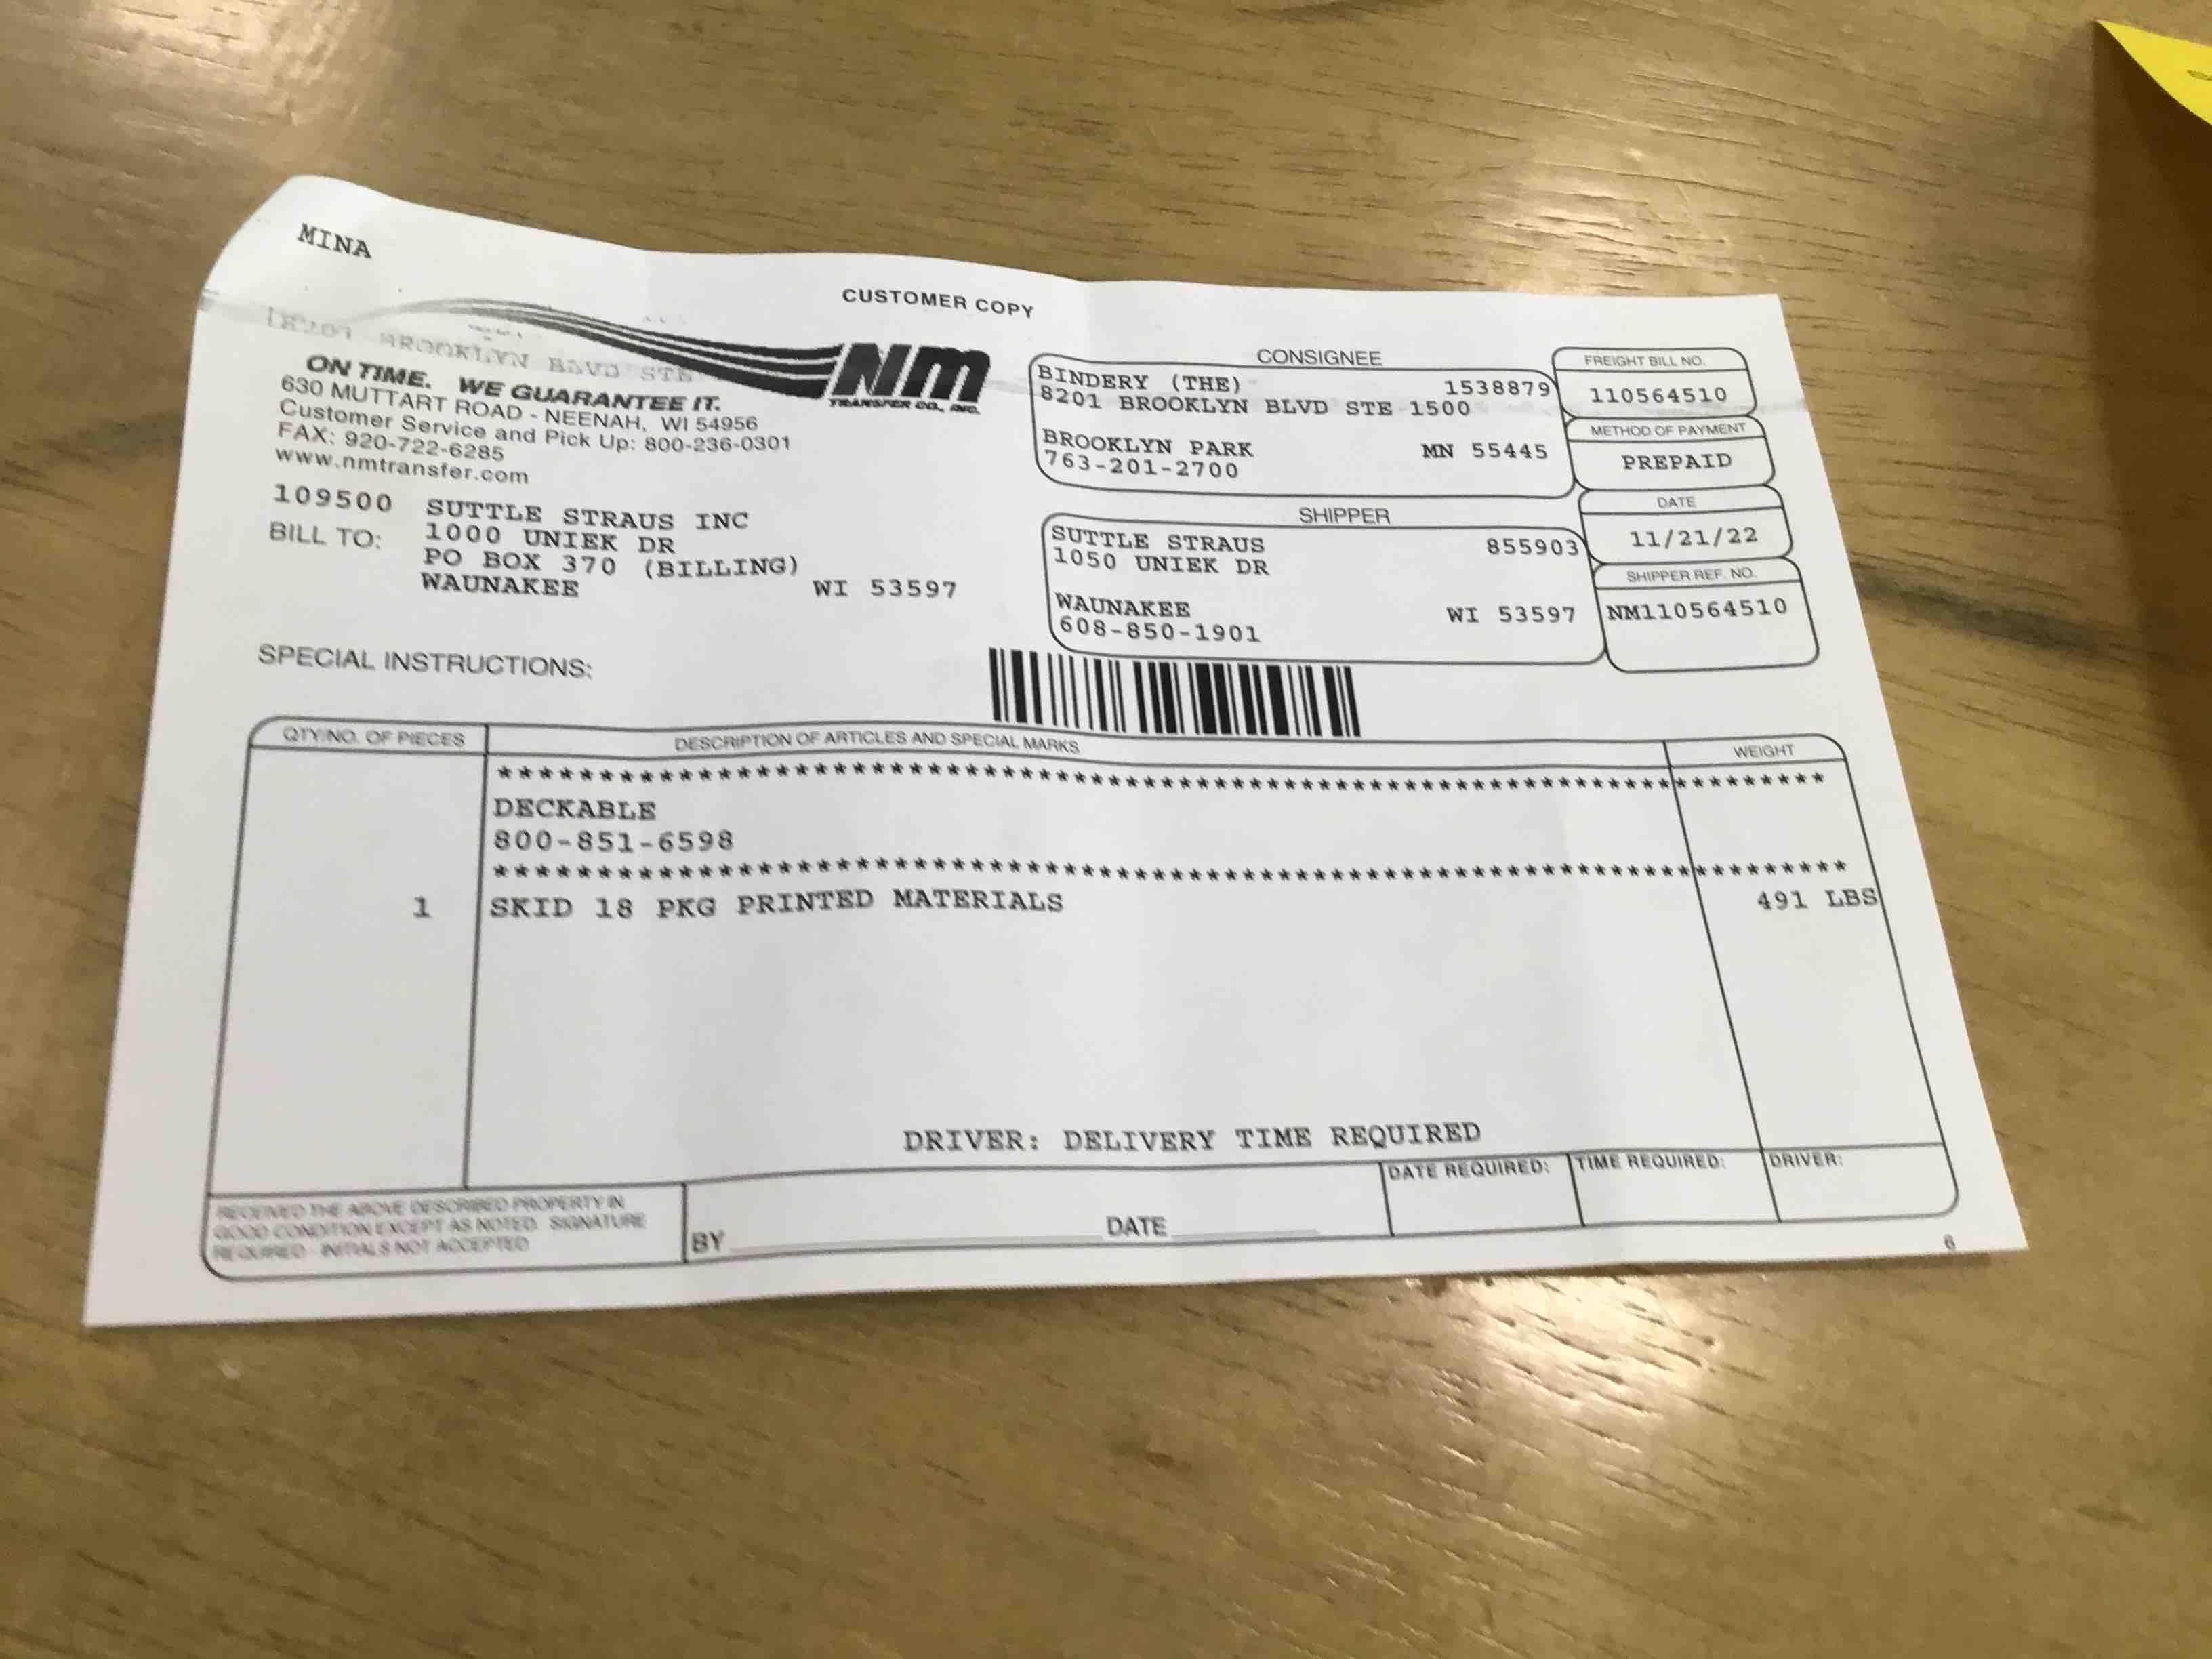 MINA
CUSTOMER COPY
BROOKLYN BLVD STE
NM
TRANSFER CO., INC.
ON TIME. WE GUARANTEE IT.
630 MUTTART ROAD - NEENAH, WI 54956
Customer Service and Pick Up: 800-236-0301
FAX: 920-722-6285
www.nmtransfer.com
109500 SUTTLE STRAUS INC
BILL TO: 1000 UNIEK DR
PO BOX 370 (BILLING)
WAUNAKEE WI 53597
CONSIGNEE
BINDERY (THE) 1538879
8201 BROOKLYN BLVD STE 1500
BROOKLYN PARK MN 55445
763-201-2700
SHIPPER
SUTTLE STRAUS 855903
1050 UNIEK DR
WAUNAKEE WI 53597
608-850-1901
FREIGHT BILL NO.
110564510
METHOD OF PAYMENT
PREPAID
DATE
11/21/22
SHIPPER REF. NO.
NM110564510
SPECIAL INSTRUCTIONS:
QTY/NO. OF PIECES DESCRIPTION OF ARTICLES AND SPECIAL MARKS WEIGHT
DECKABLE
800-851-6598
1 SKID 18 PKG PRINTED MATERIALS 491 LBS
DRIVER: DELIVERY TIME REQUIRED
RECEIVED THE ABOVE DESCRIBED PROPERTY IN
GOOD CONDITION EXCEPT AS NOTED. SIGNATURE
REQUIRED - INITIALS NOT ACCEPTED
BY DATE
DATE REQUIRED: TIME REQUIRED: DRIVER:
6